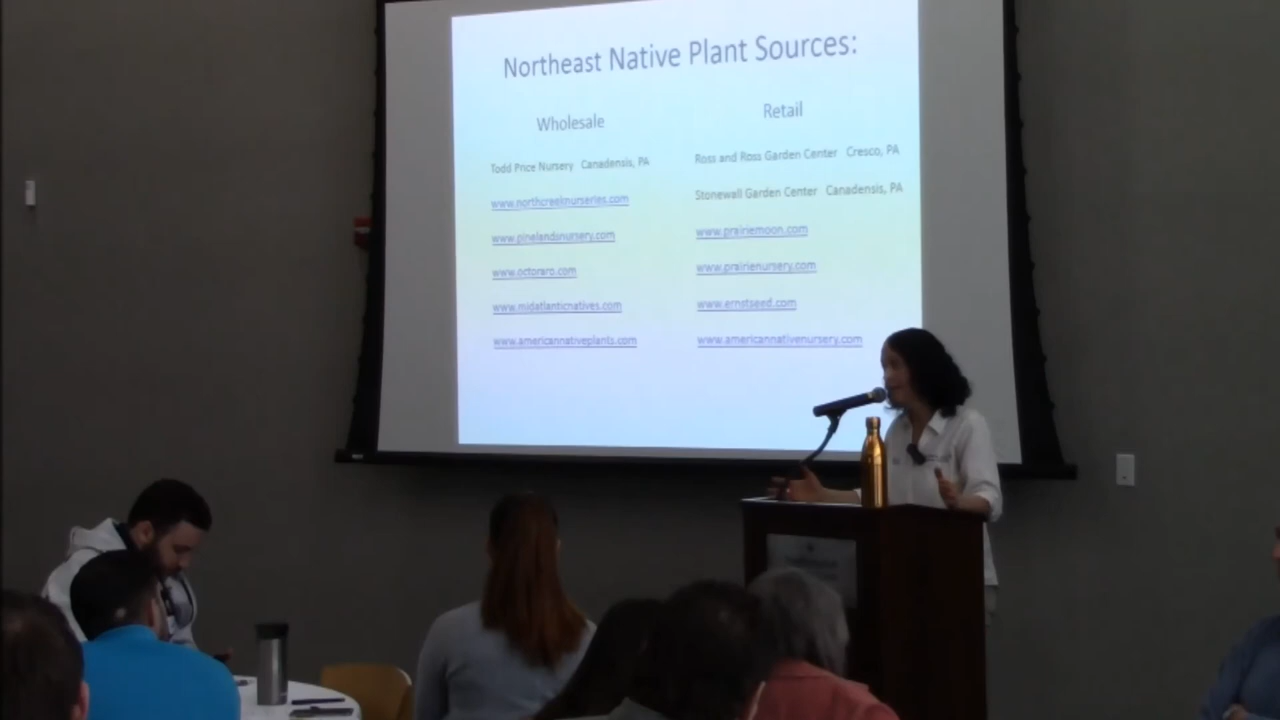 Northeast Native Plant Sources:
Wholesale
Todd Price Nursery Canadensis, PA
www.northcreeknurseries.com
www.pinelandsnursery.com
www.octoraro.com
www.midatlanticnatives.com
www.americannativeplants.com
Retail
Ross and Ross Garden Center Cresco, PA
Stonewall Garden Center Canadensis, PA
www.prairiemoon.com
www.prairienursery.com
www.ernstseed.com
www.americannativenursery.com